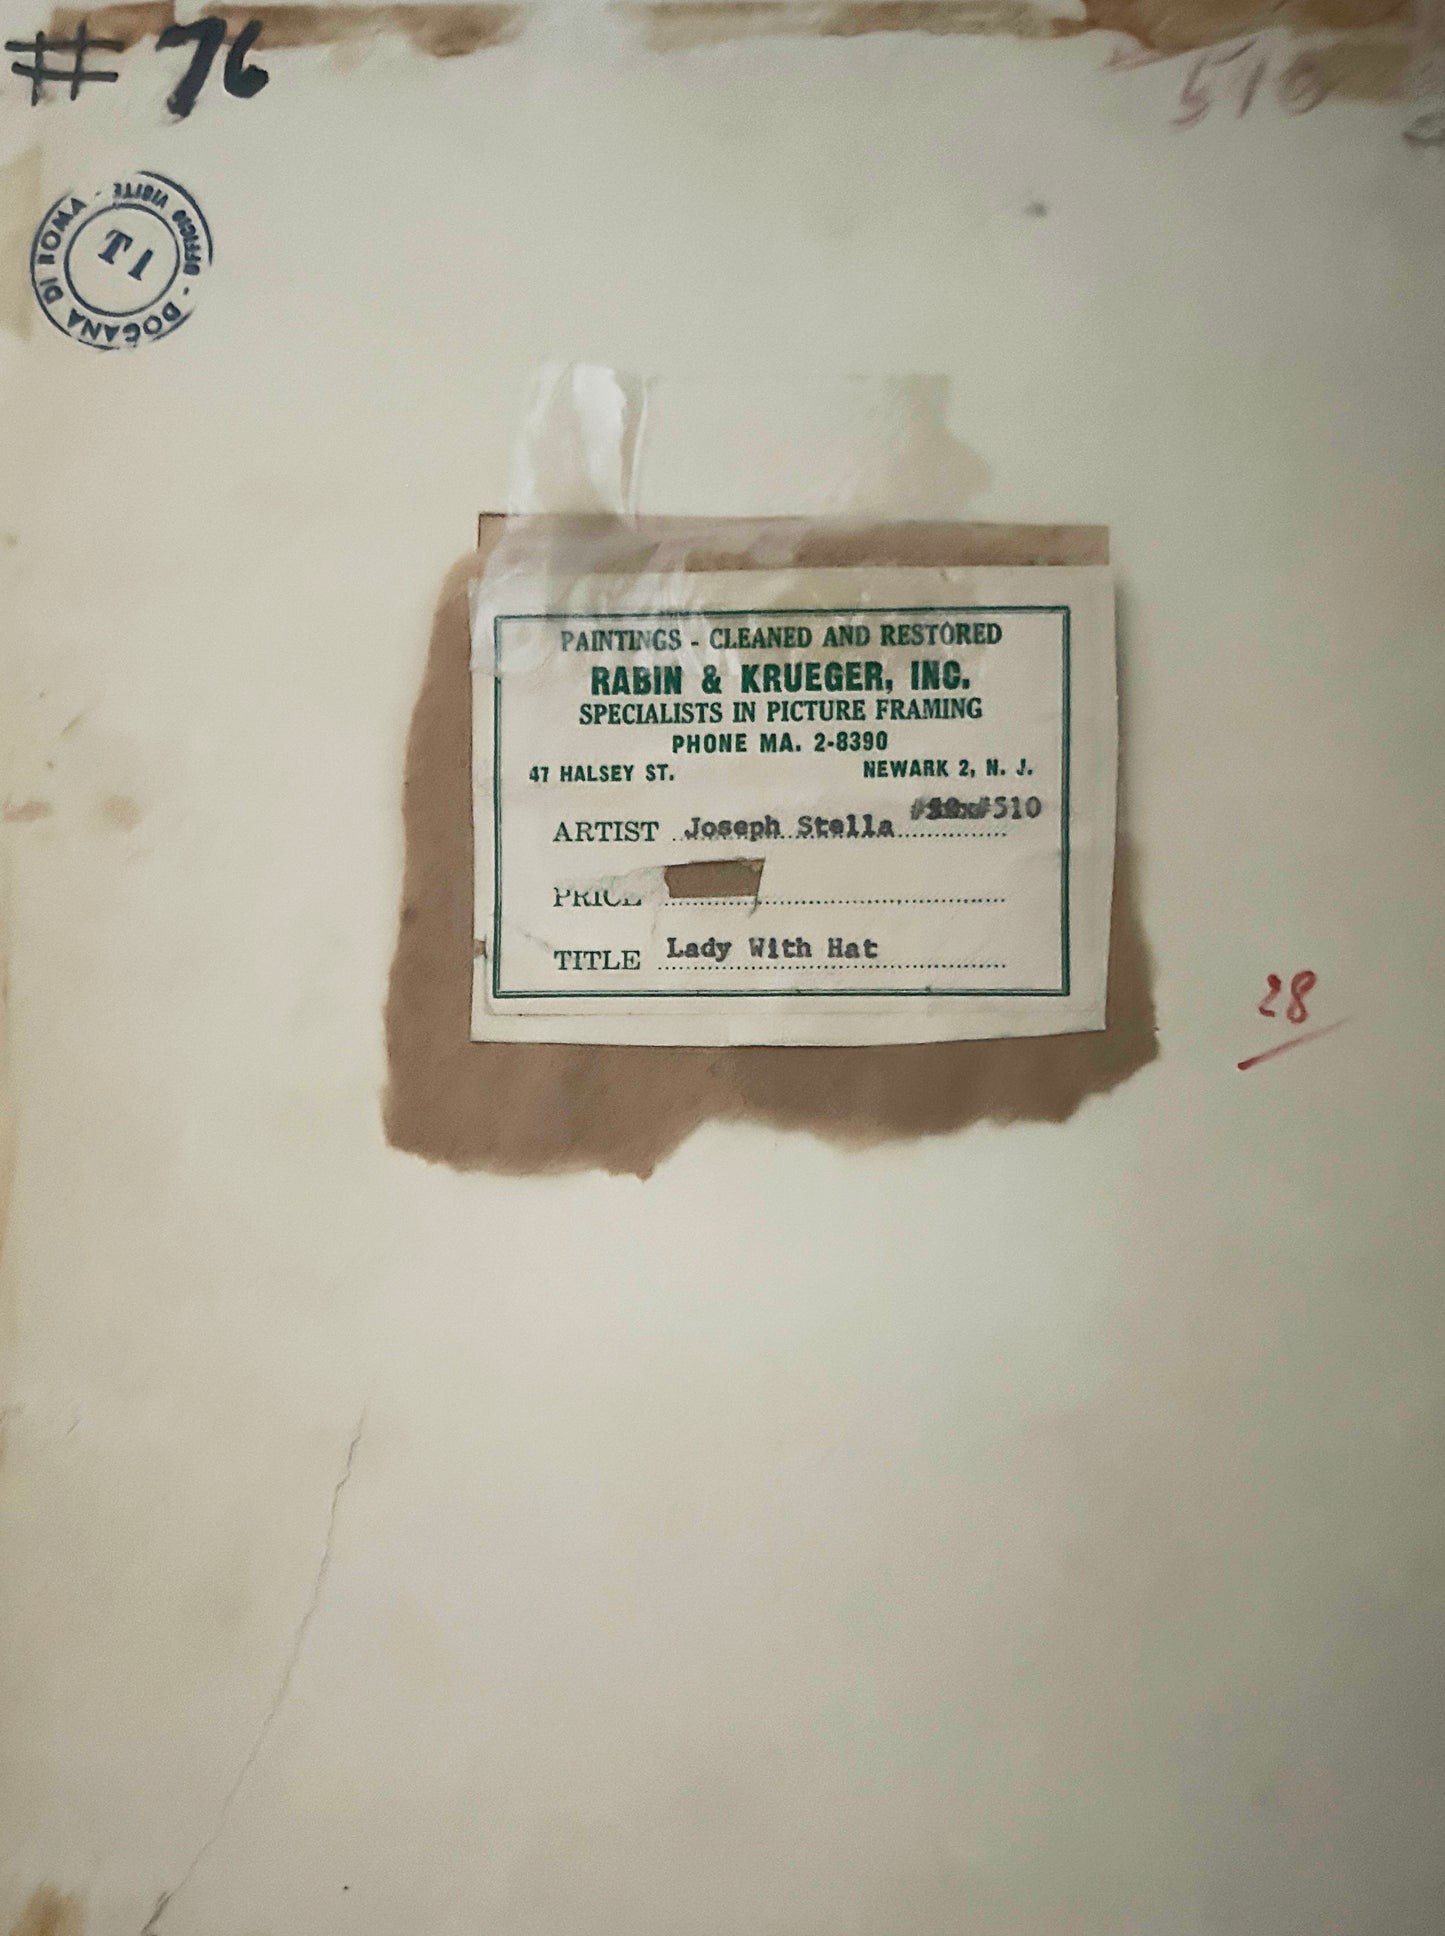 # 76
510
DOGANA DI ROMA - UFFICIO VISITE -
T 1
PAINTINGS - CLEANED AND RESTORED
RABIN & KRUEGER, INC.
SPECIALISTS IN PICTURE FRAMING
PHONE MA. 2-8390
47 HALSEY ST. NEWARK 2, N. J.
#510
ARTIST Joseph Stella
PRICE
TITLE Lady With Hat
28